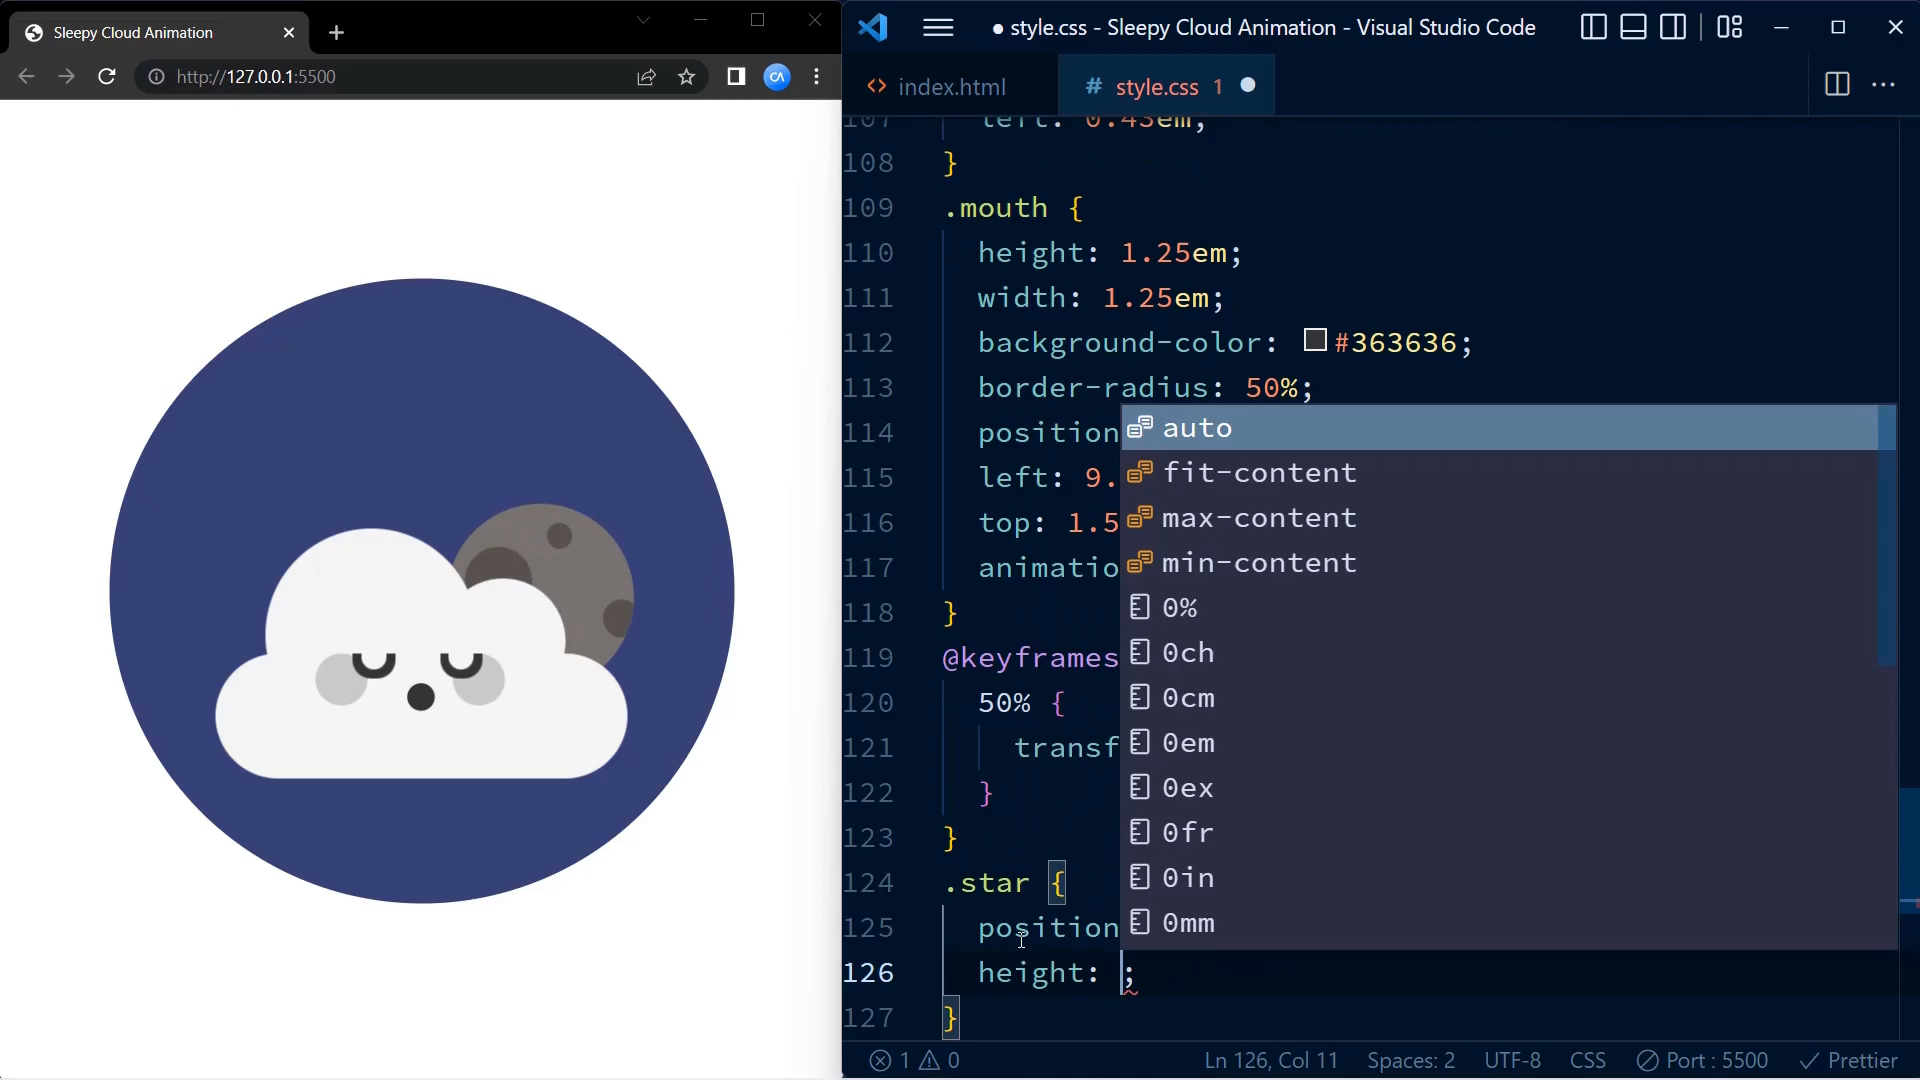 Sleepy Cloud Animation
http://127.0.0.1:5500
CA
● style.css - Sleepy Cloud Animation - Visual Studio Code
<> index.html
# style.css 1 ●
107 left: 0.43em;
108 }
109 .mouth {
110 height: 1.25em;
111 width: 1.25em;
112 background-color: #363636;
113 border-radius: 50%;
114 position
115 left: 9.
116 top: 1.5
117 animatio
118 }
119 @keyframes
120 50% {
121 transf
122 }
123 }
124 .star {
125 position
126 height: ;
127 }
auto
fit-content
max-content
min-content
0%
0ch
0cm
0em
0ex
0fr
0in
0mm
1 0 Ln 126, Col 11 Spaces: 2 UTF-8 CSS Port : 5500 Prettier